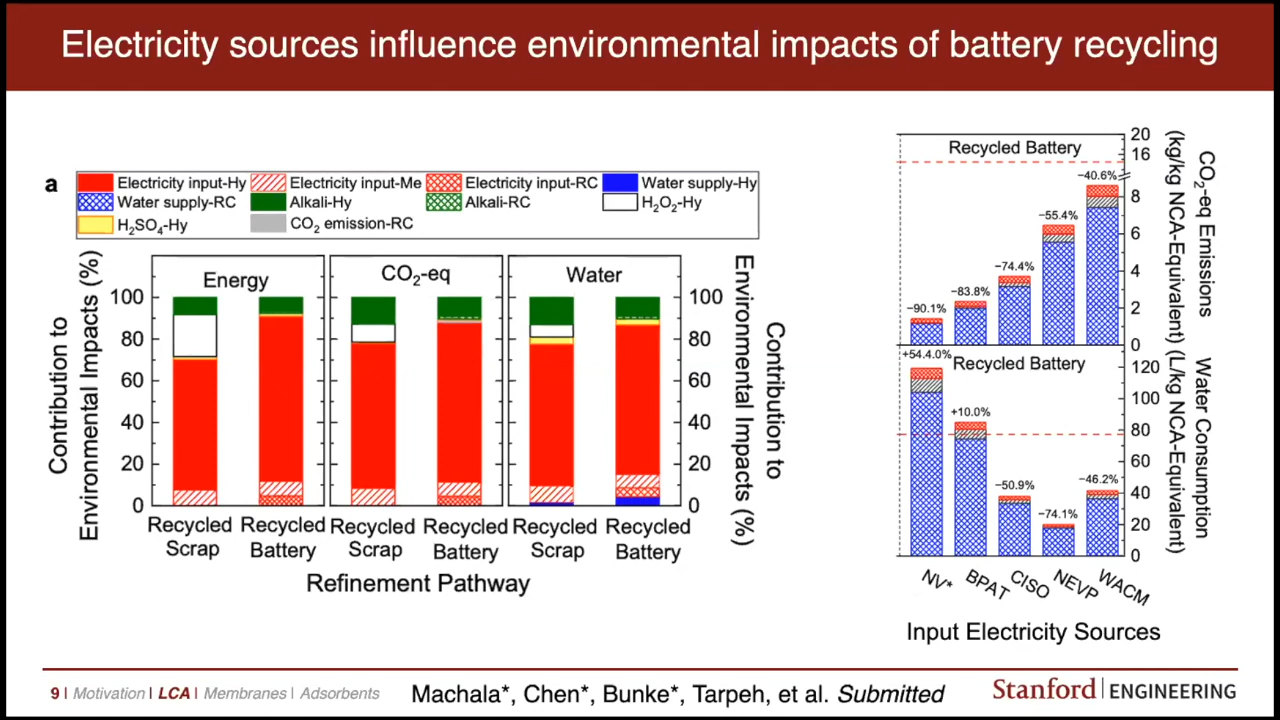 Electricity sources influence environmental impacts of battery recycling
a
Electricity input-Hy Electricity input-Me Electricity input-RC Water supply-Hy
Water supply-RC Alkali-Hy Alkali-RC H₂O₂-Hy
H₂SO₄-Hy CO₂ emission-RC
Contribution to
Environmental Impacts (%)
Energy CO₂-eq Water
100
80
60
40
20
0
100
80
60
40
20
0
Environmental Impacts (%)
Contribution to
Recycled Scrap
Recycled Battery
Recycled Scrap
Recycled Battery
Recycled Scrap
Recycled Battery
Refinement Pathway
Recycled Battery
−90.1%
−83.8%
−74.4%
−55.4%
−40.6%
20
16
8
6
4
2
0
CO₂-eq Emissions
(kg/kg NCA-Equivalent)
Recycled Battery
+54.4.0%
+10.0%
−50.9%
−74.1%
−46.2%
120
100
80
60
40
20
0
Water Consumption
(L/kg NCA-Equivalent)
NV* BPAT CISO NEVP WACM
Input Electricity Sources
9 | Motivation | LCA | Membranes | Adsorbents
Machala*, Chen*, Bunke*, Tarpeh, et al. Submitted
Stanford | ENGINEERING